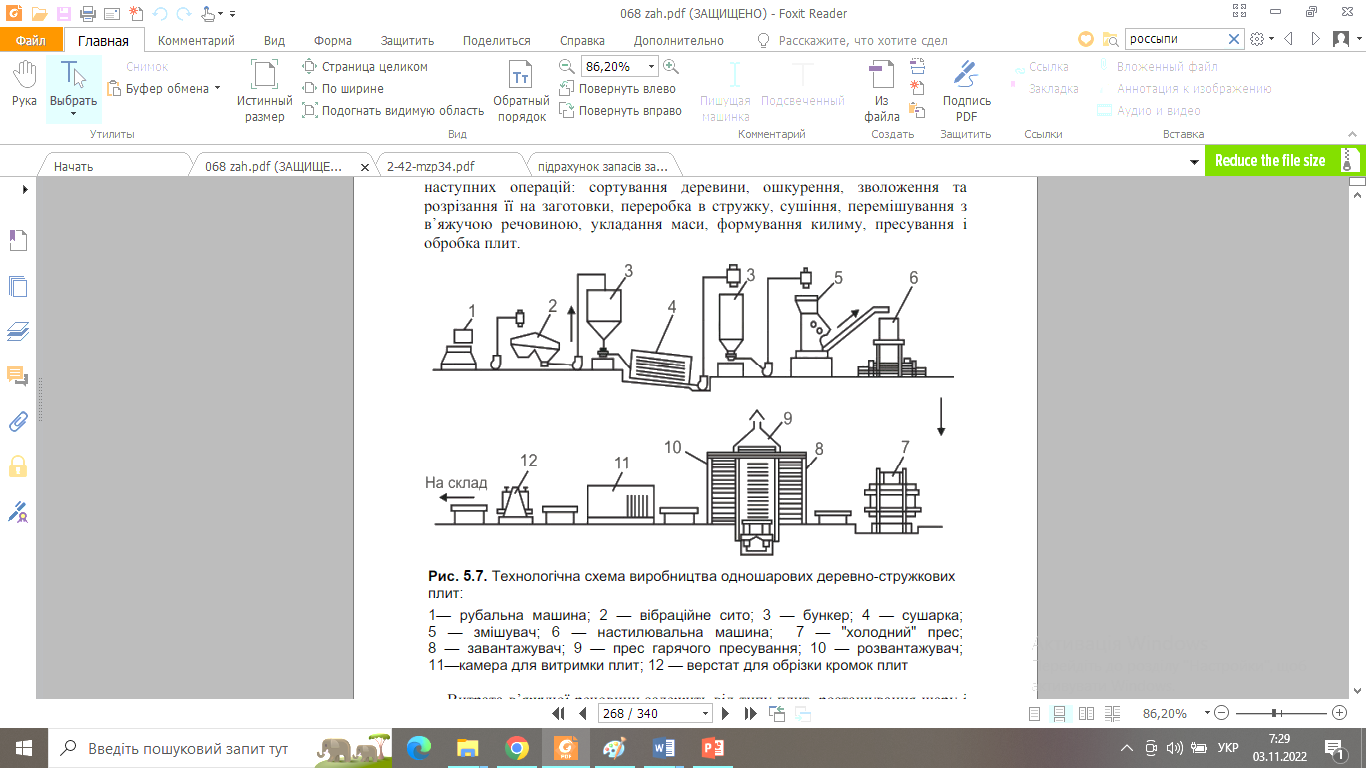 068 zah.pdf (ЗАЩИЩЕНО) - Foxit Reader
Файл Главная Комментарий Вид Форма Защитить Поделиться Справка Дополнительно Расскажите, что хотите сдел россыпи
Рука
Выбрать
Снимок
Буфер обмена
Утилиты
Истинный размер
Страница целиком
По ширине
Подогнать видимую область
Обратный порядок
86,20%
Повернуть влево
Повернуть вправо
Вид
Пишущая машинка
Подсвеченный
Комментарий
Из файла
Создать
Подпись PDF
Защитить
Ссылка
Закладка
Ссылки
Вложенный файл
Аннотация к изображению
Аудио и видео
Вставка
Начать 068 zah.pdf (ЗАЩИЩЕ... 2-42-mzp34.pdf підрахунок запасів за... Reduce the file size
наступних операцій: сортування деревини, ошкурення, зволоження та
розрізання її на заготовки, переробка в стружку, сушіння, перемішування з
в’яжучою речовиною, укладання маси, формування килиму, пресування і
обробка плит.
1 2 3 4 3 5 6
На склад 12 11 10 9 8 7
Рис. 5.7. Технологічна схема виробництва одношарових деревно-стружкових
плит:
1— рубальна машина; 2 — вібраційне сито; 3 — бункер; 4 — сушарка;
5 — змішувач; 6 — настилювальна машина; 7 — "холодний" прес;
8 — завантажувач; 9 — прес гарячого пресування; 10 — розвантажувач;
11—камера для витримки плит; 12 — верстат для обрізки кромок плит
268 / 340 86,20%
Введіть пошуковий запит тут УКР 7:29
03.11.2022 1